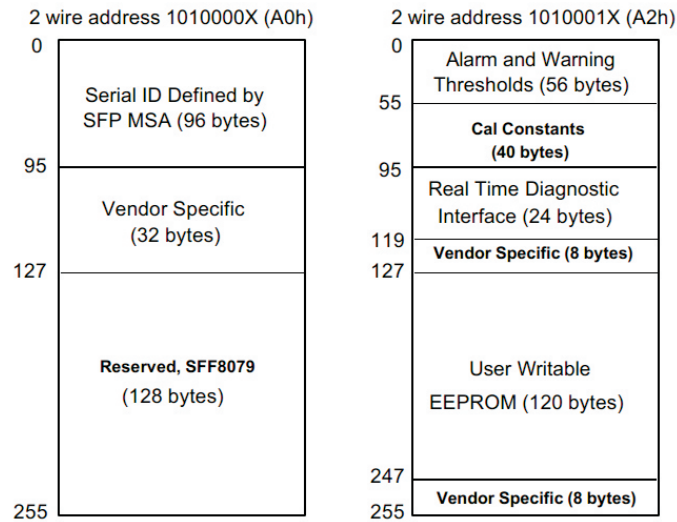 2 wire address 1010000X (A0h)
0
Serial ID Defined by
SFP MSA (96 bytes)
95
Vendor Specific
(32 bytes)
127
Reserved, SFF8079
(128 bytes)
255
2 wire address 1010001X (A2h)
0
Alarm and Warning
Thresholds (56 bytes)
55
Cal Constants
(40 bytes)
95
Real Time Diagnostic
Interface (24 bytes)
119
Vendor Specific (8 bytes)
127
User Writable
EEPROM (120 bytes)
247
Vendor Specific (8 bytes)
255